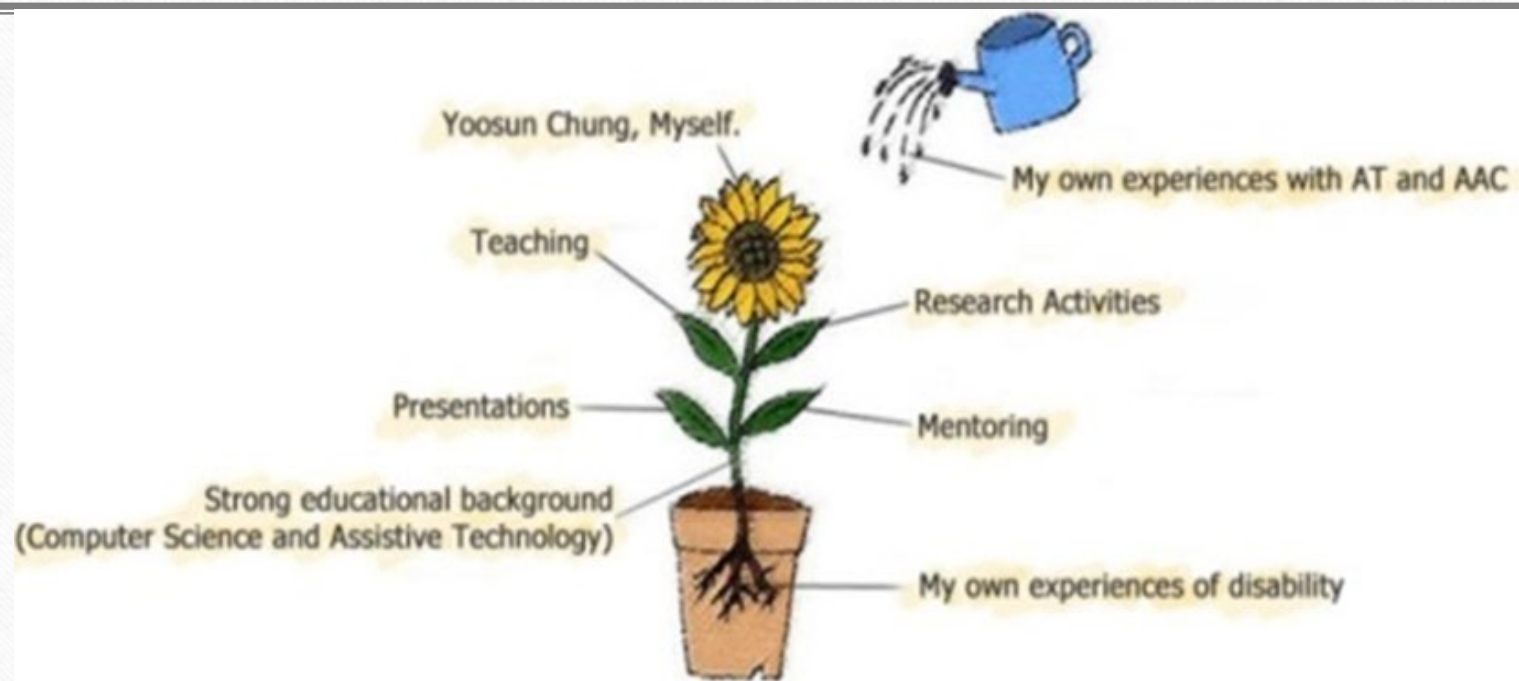 Yoosun Chung, Myself.
My own experiences with AT and AAC
Teaching
Research Activities
Presentations
Mentoring
Strong educational background
(Computer Science and Assistive Technology)
My own experiences of disability